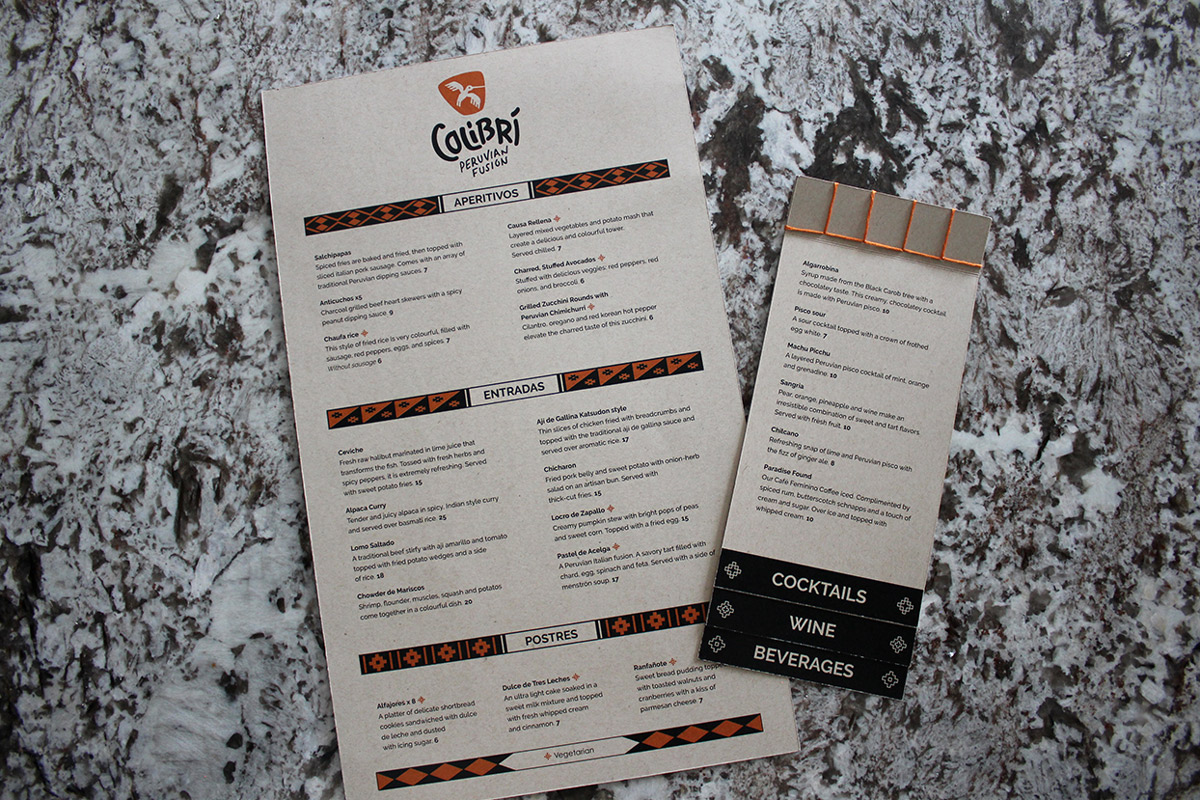 COLIBRÍ
PERUVIAN
FUSIÓN
APERITIVOS
Salchipapas
Spiced fries are baked and fried, then topped with
sliced italian pork sausage. Comes with an array of
traditional Peruvian dipping sauces. 7
Anticuchos x5
Charcoal grilled beef heart skewers with a spicy
peanut dipping sauce. 9
Chaufa rice
This style of fried rice is very colourful, filled with
sausage, red peppers, eggs, and spices. 7
Without sausage 6
Causa Rellena
Layered mixed vegetables and potato mash that
create a delicious and colourful tower.
Served chilled. 7
Charred, Stuffed Avocados
Stuffed with delicious veggies: red peppers, red
onions, and broccoli. 6
Grilled Zucchini Rounds with
Peruvian Chimichurri
Cilantro, oregano and red korean hot pepper
elevate the charred taste of this zucchini. 6
ENTRADAS
Ceviche
Fresh raw halibut marinated in lime juice that
transforms the fish. Tossed with fresh herbs and
spicy peppers, it is extremely refreshing. Served
with sweet potato fries. 15
Alpaca Curry
Tender and juicy alpaca in spicy, Indian style curry
and served over basmati rice. 25
Lomo Saltado
A traditional beef stirfy with aji amarillo and tomato
topped with fried potato wedges and a side
of rice. 18
Chowder de Mariscos
Shrimp, flounder, muscles, squash and potatos
come together in a colourful dish. 20
Aji de Gallina Katsudon style
Thin slices of chicken fried with breadcrumbs and
topped with the traditional aji de gallina sauce and
served over aromatic rice. 17
Chicharon
Fried pork belly and sweet potato with onion-herb
salad on an artisan bun. Served with
thick-cut fries. 15
Locro de Zapallo
Creamy pumpkin stew with bright pops of peas
and sweet corn. Topped with a fried egg. 15
Pastel de Acelga
A Peruvian Italian fusion. A savory tart filled with
chard, egg, spinach and feta. Served with a side of
menstrón soup. 17
POSTRES
Alfajores x 8
A platter of delicate shortbread
cookies sandwiched with dulce
de leche and dusted
with icing sugar. 6
Dulce de Tres Leches
An ultra light cake soaked in a
sweet milk mixture and topped
with fresh whipped cream
and cinnamon. 7
Ranfañote
Sweet bread pudding topped
with toasted walnuts and
cranberries with a kiss of
parmesan cheese. 7
Vegetarian
Algarrobina
Syrup made from the Black Carob tree with a
chocolatey taste. This creamy, chocolatey cocktail
is made with Peruvian pisco. 10
Pisco sour
A sour cocktail topped with a crown of frothed
egg white. 7
Machu Picchu
A layered Peruvian pisco cocktail of mint, orange
and grenadine. 10
Sangria
Pear, orange, pineapple and wine make an
irresistible combination of sweet and tart flavors.
Served with fresh fruit. 10
Chilcano
Refreshing snap of lime and Peruvian pisco with
the fizz of ginger ale. 6
Paradise Found
Our Café Feminino Coffee iced. Complimented by
spiced rum, butterscotch schnapps and a touch of
cream and sugar. Over ice and topped with
whipped cream. 10
COCKTAILS
WINE
BEVERAGES